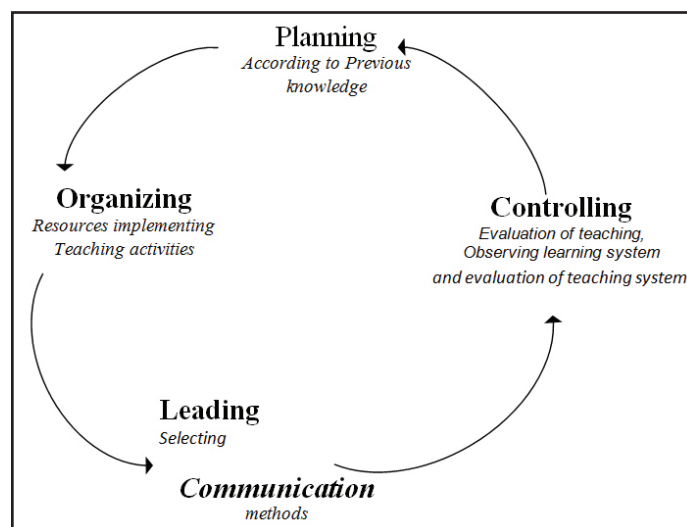 Planning
According to Previous
knowledge
Organizing
Resources implementing
Teaching activities
Controlling
Evaluation of teaching,
Observing learning system
and evaluation of teaching system
Leading
Selecting
Communication
methods